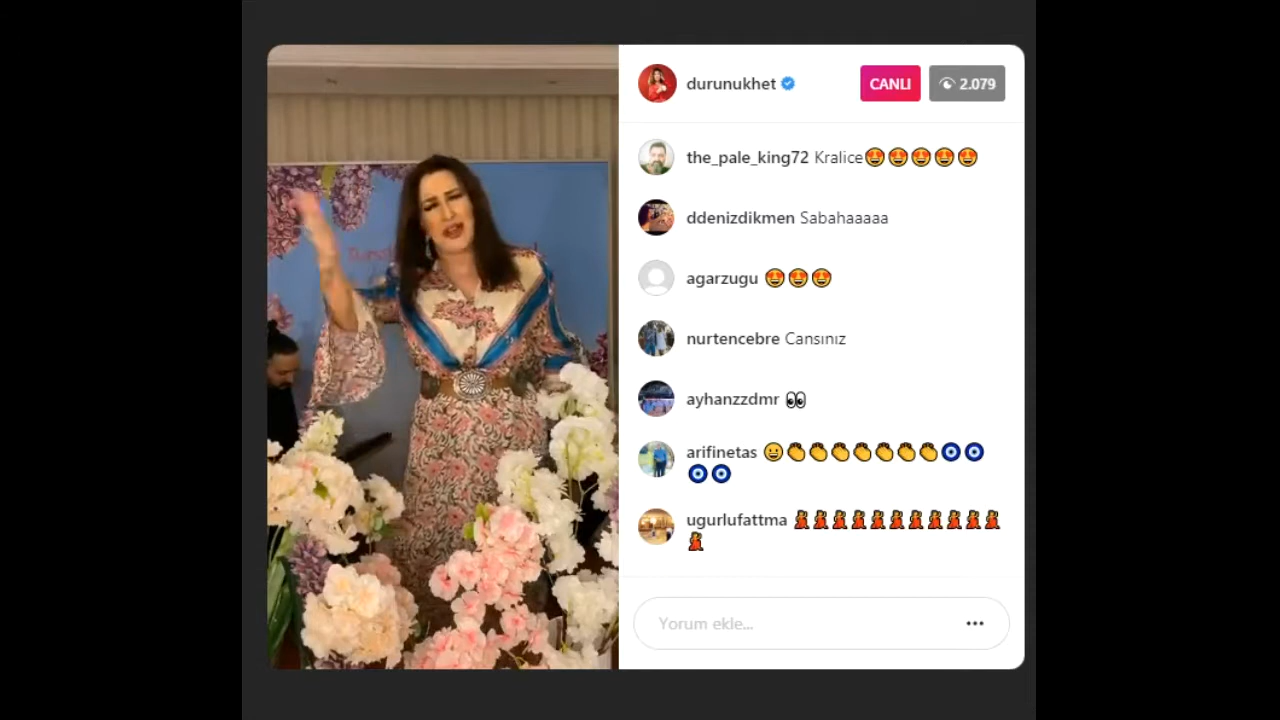 durunukhet
CANLI
2.079
the_pale_king72 Kralice😍😍😍😍😍
ddenizdikmen Sabahaaaaa
agarzugu 😍😍😍
nurtencebre Cansınız
ayhanzzdmr 👀
arifinetas 😀👏👏👏👏👏👏👏🧿🧿
🧿🧿
ugurlufattma 💃💃💃💃💃💃💃💃💃💃💃
💃
Yorum ekle...